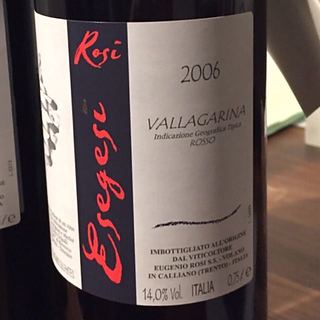 Rosi
Esegesi
2006
VALLAGARINA
Indicazione Geografica Tipica
ROSSO
IMBOTTIGLIATO ALL'ORIGINE
DAL VITICOLTORE
EUGENIO ROSI S.S. - VOLANO
IN CALLIANO (TRENTO) - ITALIA
14,0% Vol. ITALIA 0,75 l e